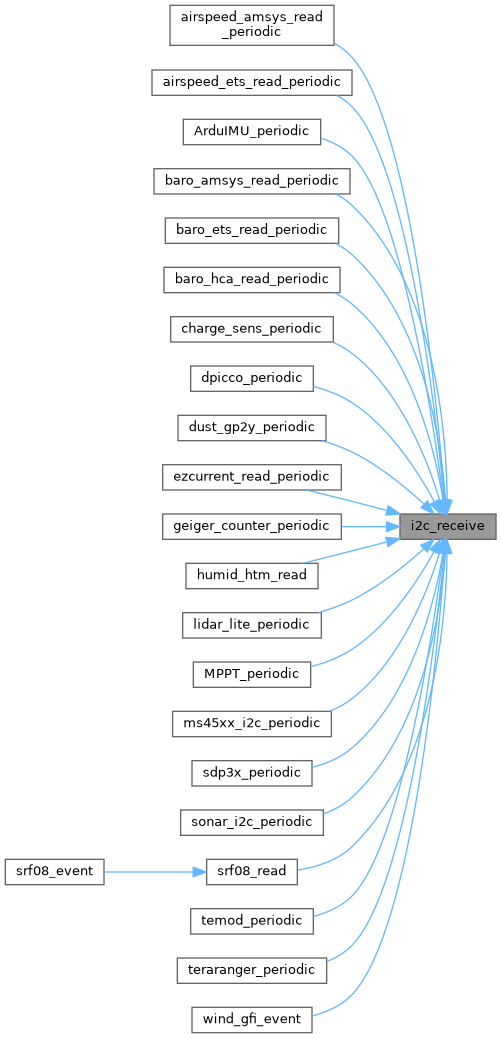 airspeed_amsys_read
_periodic
airspeed_ets_read_periodic
ArduIMU_periodic
baro_amsys_read_periodic
baro_ets_read_periodic
baro_hca_read_periodic
charge_sens_periodic
dpicco_periodic
dust_gp2y_periodic
ezcurrent_read_periodic
geiger_counter_periodic
i2c_receive
humid_htm_read
lidar_lite_periodic
MPPT_periodic
ms45xx_i2c_periodic
sdp3x_periodic
sonar_i2c_periodic
srf08_event
srf08_read
temod_periodic
teraranger_periodic
wind_gfi_event